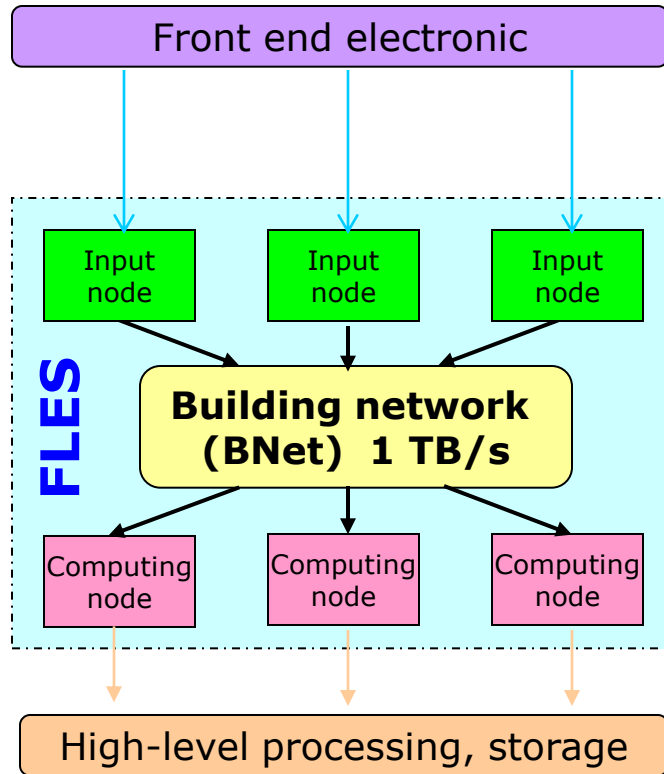 Front end electronic
Input
node
Input
node
Input
node
FLES
Building network
(BNet) 1 TB/s
Computing
node
Computing
node
Computing
node
High-level processing, storage